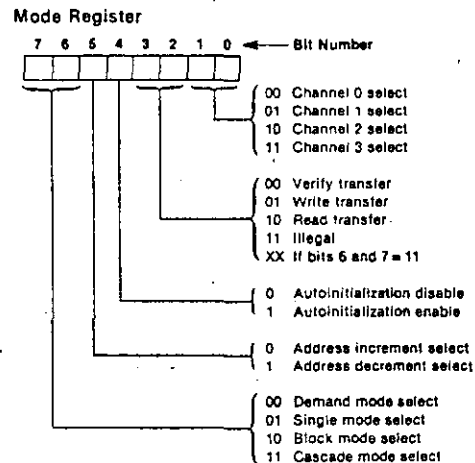 Mode Register
7 6 5 4 3 2 1 0 Bit Number
00 Channel 0 select
01 Channel 1 select
10 Channel 2 select
11 Channel 3 select
00 Verify transfer
01 Write transfer
10 Read transfer
11 Illegal
XX If bits 6 and 7 = 11
0 Autoinitialization disable
1 Autoinitialization enable
0 Address increment select
1 Address decrement select
00 Demand mode select
01 Single mode select
10 Block mode select
11 Cascade mode select